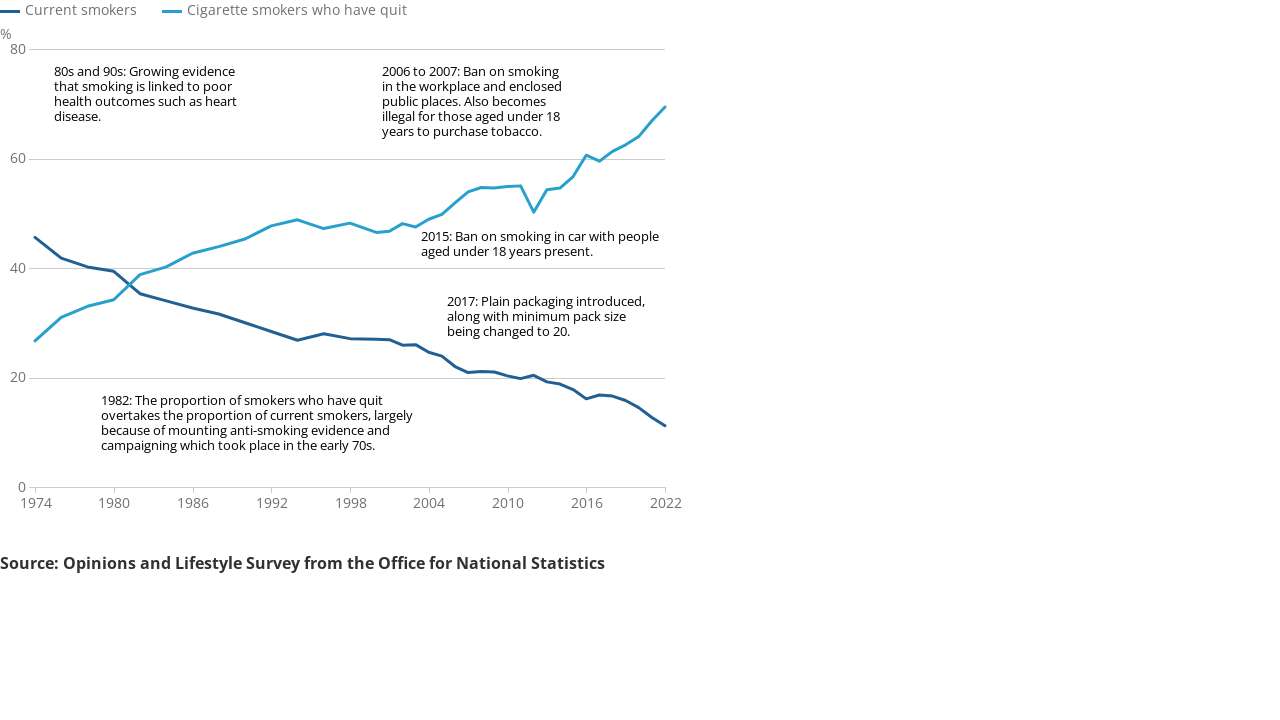 Current smokers
Cigarette smokers who have quit
%
80
80s and 90s: Growing evidence
that smoking is linked to poor
health outcomes such as heart
disease.
2006 to 2007: Ban on smoking
in the workplace and enclosed
public places. Also becomes
illegal for those aged under 18
years to purchase tobacco.
60
2015: Ban on smoking in car with people
aged under 18 years present.
40
2017: Plain packaging introduced,
along with minimum pack size
being changed to 20.
20
1982: The proportion of smokers who have quit
overtakes the proportion of current smokers, largely
because of mounting anti-smoking evidence and
campaigning which took place in the early 70s.
0
1974 1980 1986 1992 1998 2004 2010 2016 2022
Source: Opinions and Lifestyle Survey from the Office for National Statistics